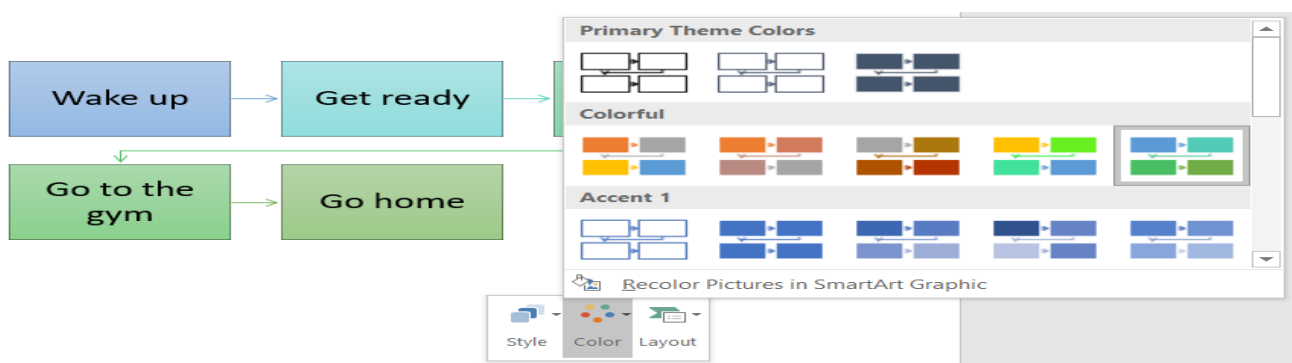 Primary Theme Colors
Wake up
Get ready
Colorful
Go to the
gym
Go home
Accent 1
Recolor Pictures in SmartArt Graphic
Style
Color
Layout